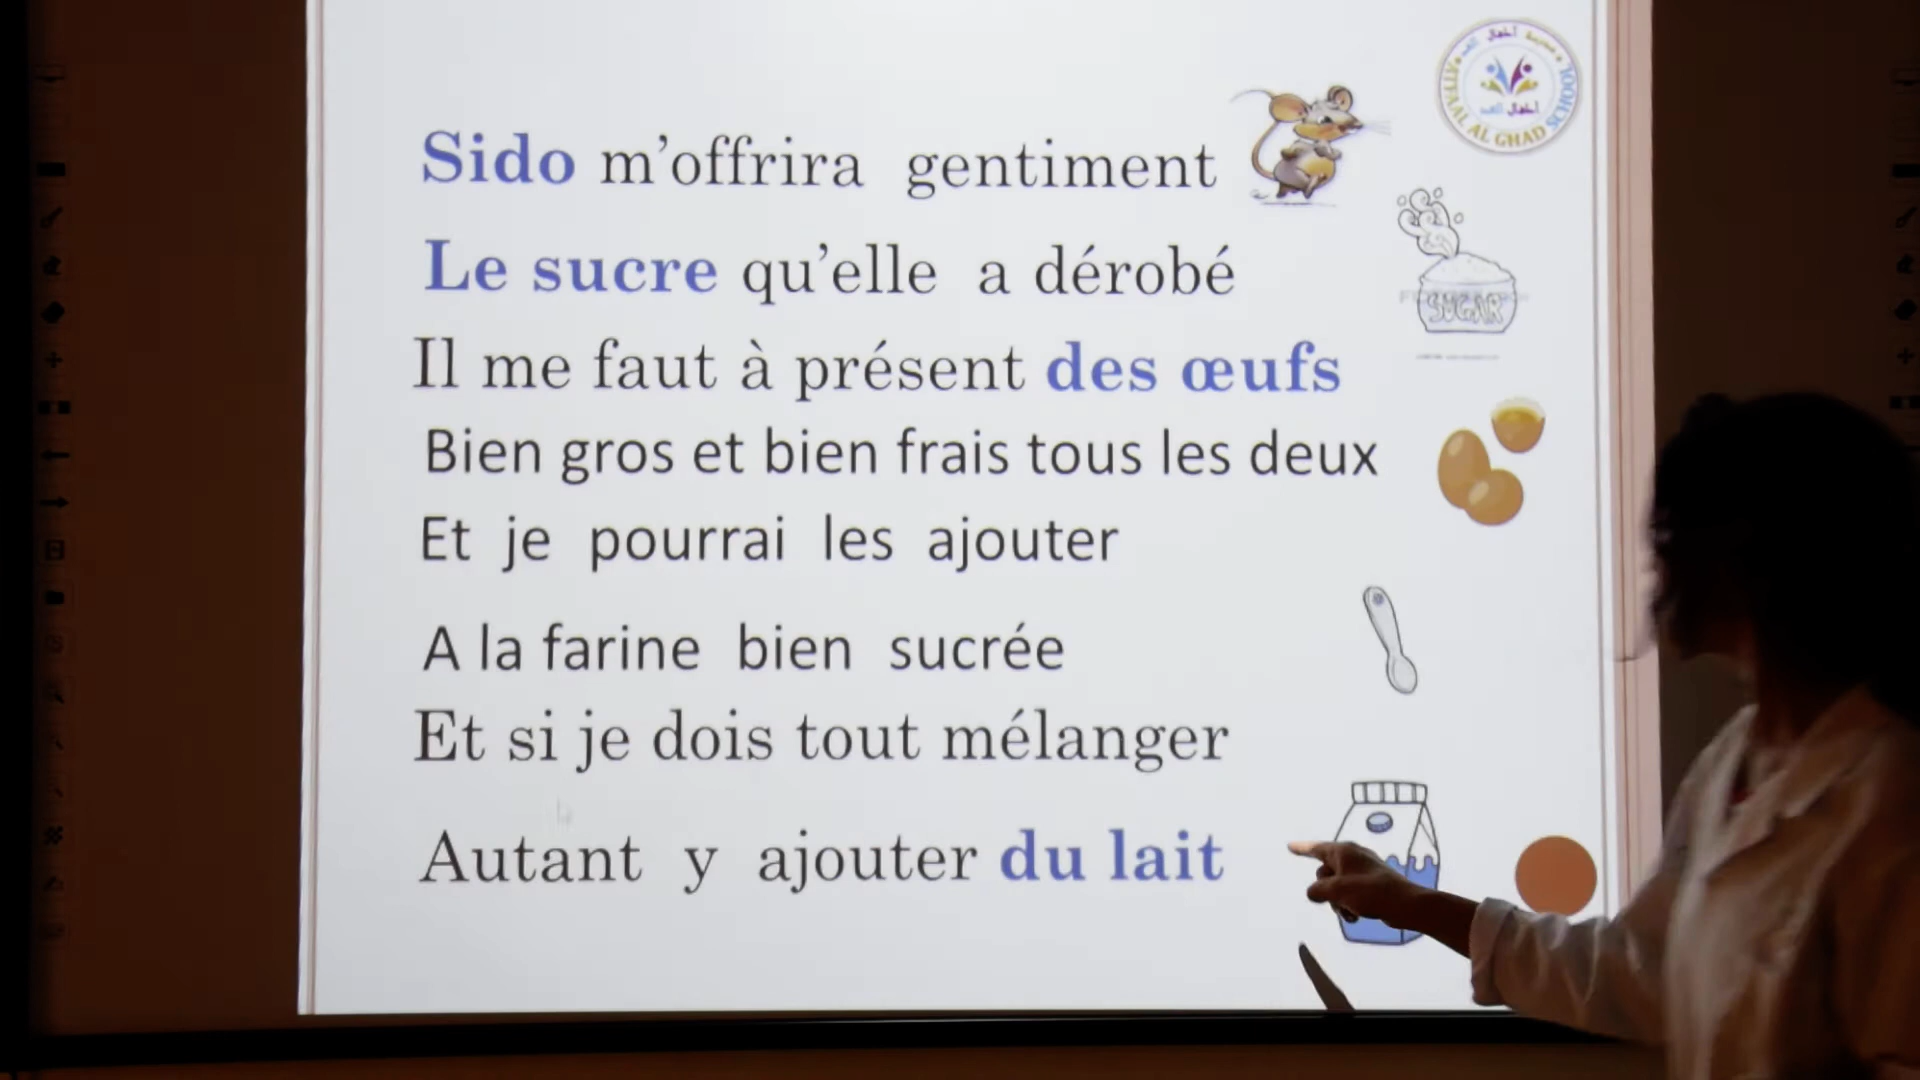 Sido m'offrira gentiment
Le sucre qu'elle a dérobé
Il me faut à présent des œufs
Bien gros et bien frais tous les deux
Et je pourrai les ajouter
A la farine bien sucrée
Et si je dois tout mélanger
Autant y ajouter du lait
ATFAAL AL GHAD SCHOOL
SUGAR